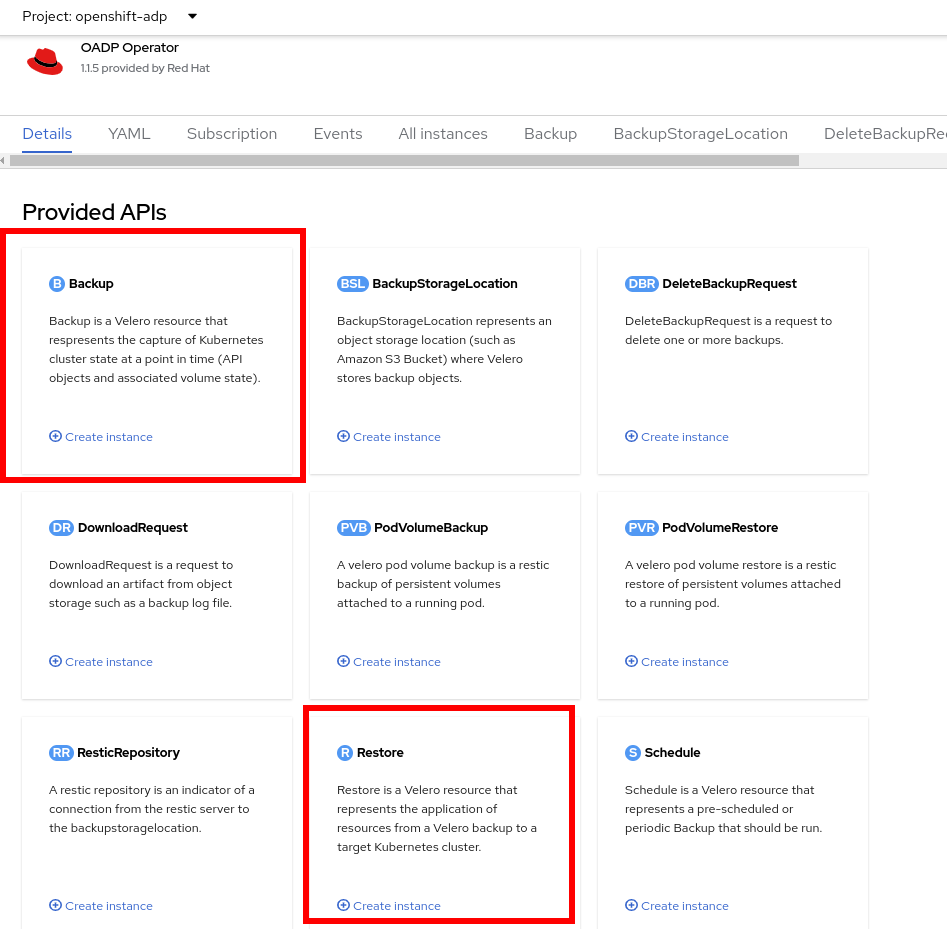 Project: openshift-adp
OADP Operator
1.1.5 provided by Red Hat
Details YAML Subscription Events All instances Backup BackupStorageLocation DeleteBackupRe
Provided APIs
B Backup
Backup is a Velero resource that
respresents the capture of Kubernetes
cluster state at a point in time (API
objects and associated volume state).
Create instance
BSL BackupStorageLocation
BackupStorageLocation represents an
object storage location (such as
Amazon S3 Bucket) where Velero
stores backup objects.
Create instance
DBR DeleteBackupRequest
DeleteBackupRequest is a request to
delete one or more backups.
Create instance
DR DownloadRequest
DownloadRequest is a request to
download an artifact from object
storage such as a backup log file.
Create instance
PVB PodVolumeBackup
A velero pod volume backup is a restic
backup of persistent volumes
attached to a running pod.
Create instance
PVR PodVolumeRestore
A velero pod volume restore is a restic
restore of persistent volumes attached
to a running pod.
Create instance
RR ResticRepository
A restic repository is an indicator of a
connection from the restic server to
the backupstoragelocation.
Create instance
R Restore
Restore is a Velero resource that
represents the application of
resources from a Velero backup to a
target Kubernetes cluster.
Create instance
S Schedule
Schedule is a Velero resource that
represents a pre-scheduled or
periodic Backup that should be run.
Create instance